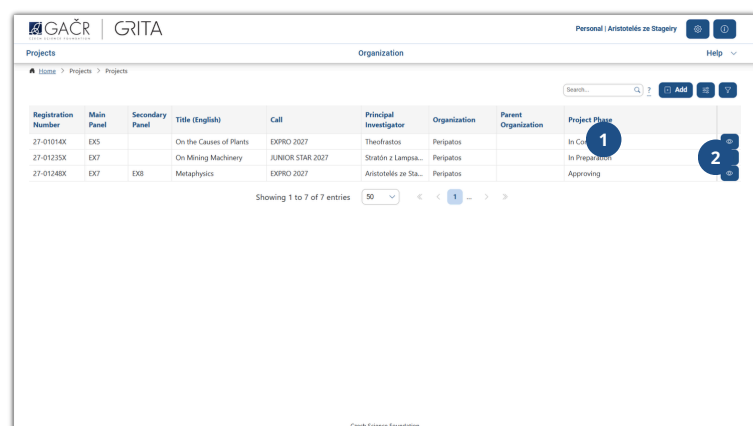 GAČR GRITA
CZECH SCIENCE FOUNDATION
Personal | Aristotelés ze Stageiry
Projects Organization Help
Home > Projects > Projects
Search... ? Add
Registration Number Main Panel Secondary Panel Title (English) Call Principal Investigator Organization Parent Organization Project Phase
27-01014X EX5 On the Causes of Plants EXPRO 2027 Theofrastos Peripatos In
27-01235X EX7 On Mining Machinery JUNIOR STAR 2027 Stratón z Lampsa... Peripatos In Preparation
27-01248X EX7 EX8 Metaphysics EXPRO 2027 Aristotelés ze Sta... Peripatos Approving
1
2
Showing 1 to 7 of 7 entries 50 « < 1 ... > »
Czech Science Foundation